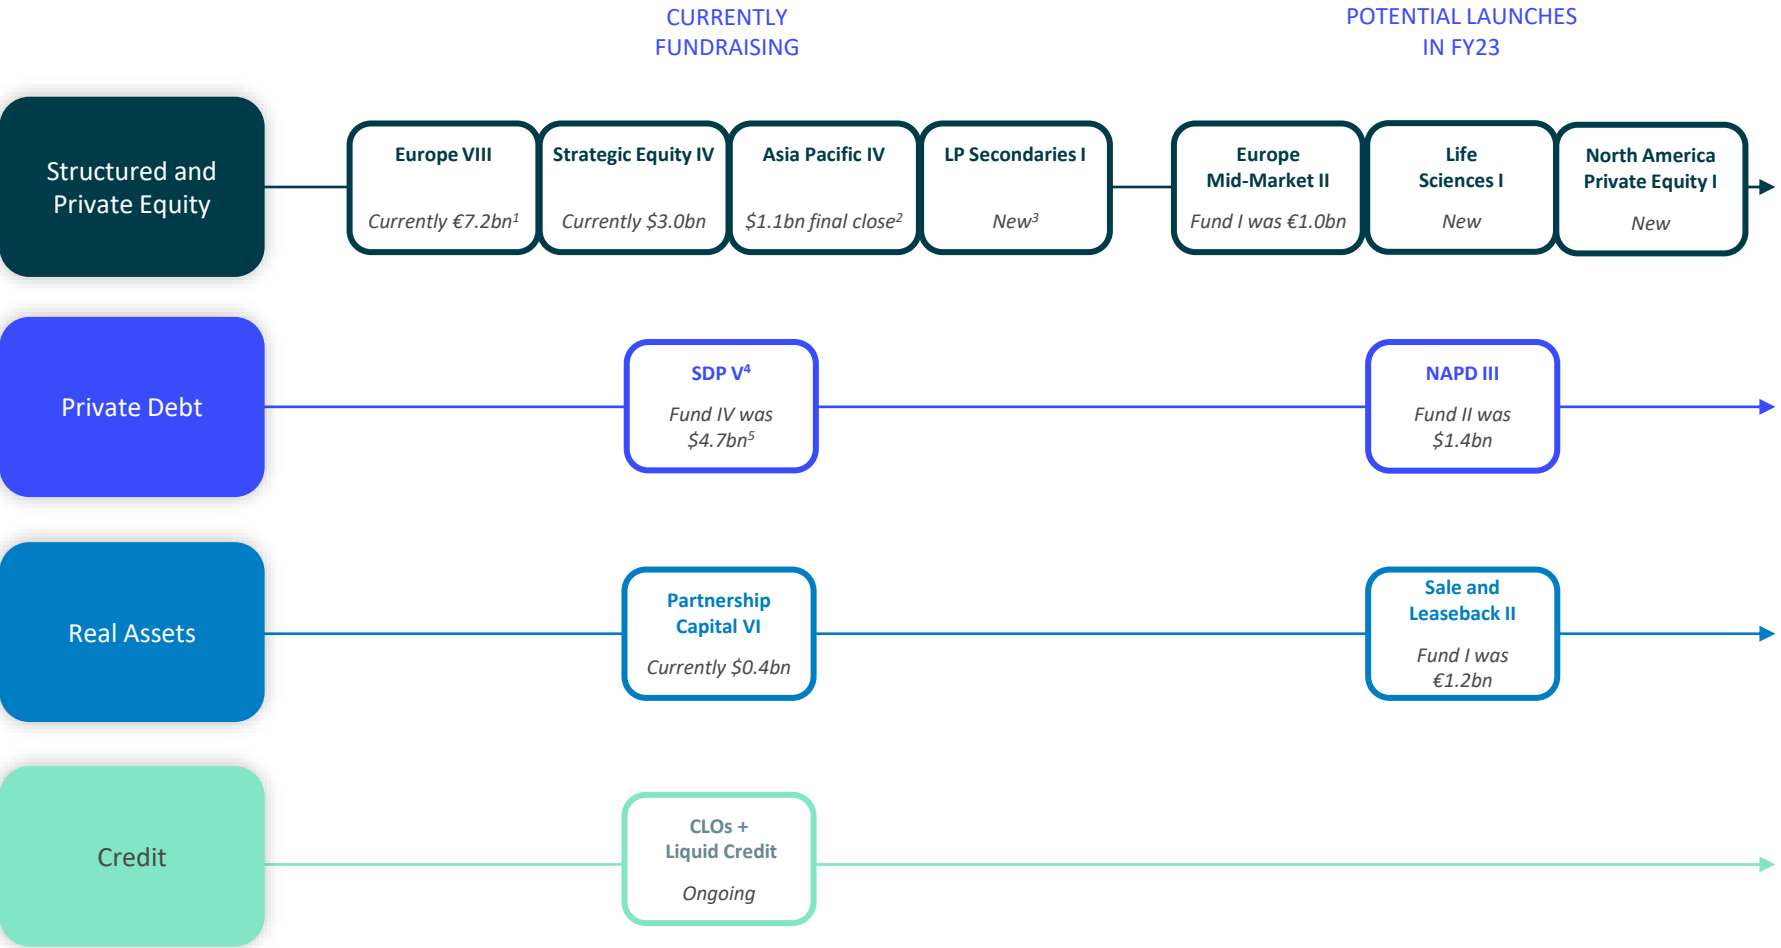 CURRENTLY
FUNDRAISING
POTENTIAL LAUNCHES
IN FY23
Structured and
Private Equity
Europe VIII
Currently €7.2bn¹
Strategic Equity IV
Currently $3.0bn
Asia Pacific IV
$1.1bn final close²
LP Secondaries I
New³
Europe
Mid-Market II
Fund I was €1.0bn
Life
Sciences I
New
North America
Private Equity I
New
Private Debt
SDP V⁴
Fund IV was
$4.7bn⁵
NAPD III
Fund II was
$1.4bn
Real Assets
Partnership
Capital VI
Currently $0.4bn
Sale and
Leaseback II
Fund I was
€1.2bn
Credit
CLOs +
Liquid Credit
Ongoing